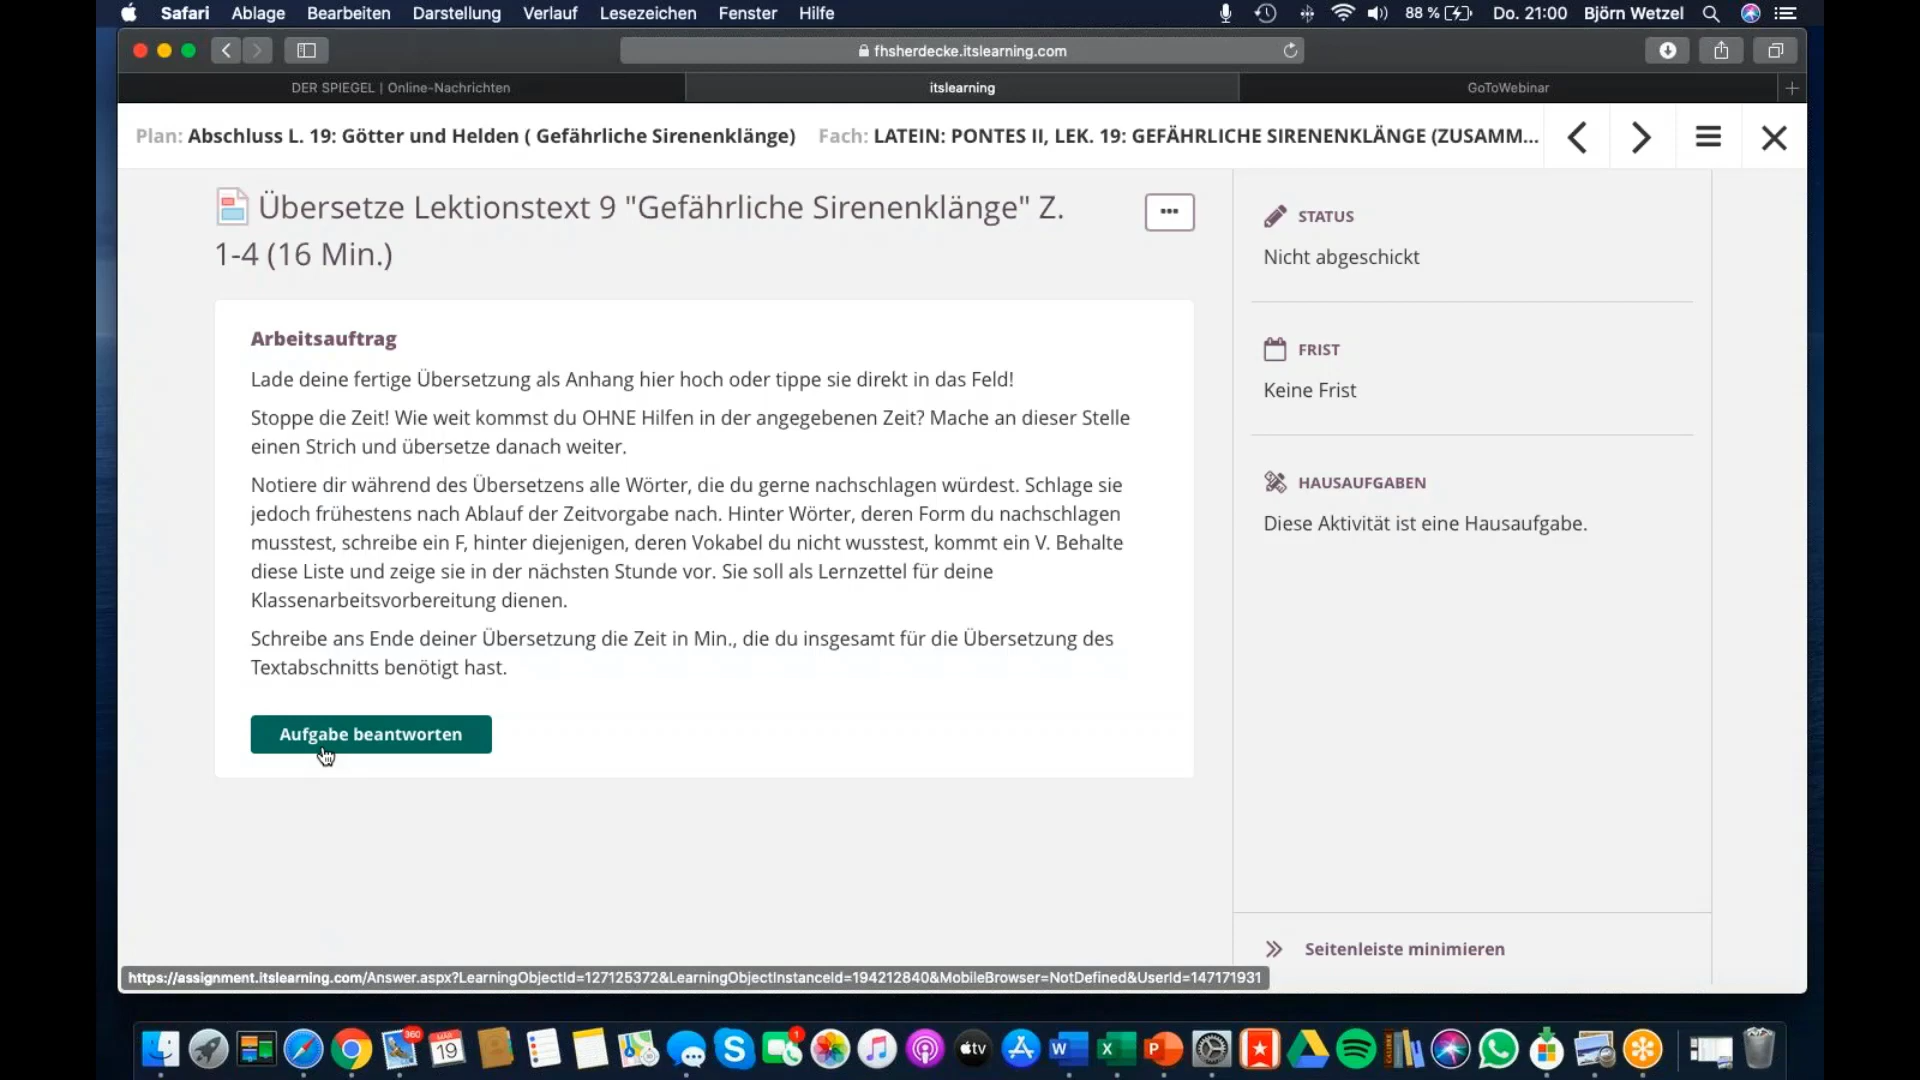 Safari Ablage Bearbeiten Darstellung Verlauf Lesezeichen Fenster Hilfe 88 % Do. 21:00 Björn Wetzel
fhsherdecke.itslearning.com
DER SPIEGEL | Online-Nachrichten itslearning GoToWebinar
Plan: Abschluss L. 19: Götter und Helden ( Gefährliche Sirenenklänge) Fach: LATEIN: PONTES II, LEK. 19: GEFÄHRLICHE SIRENENKLÄNGE (ZUSAMM...
Übersetze Lektionstext 9 "Gefährliche Sirenenklänge" Z.
1-4 (16 Min.)
Arbeitsauftrag
Lade deine fertige Übersetzung als Anhang hier hoch oder tippe sie direkt in das Feld!
Stoppe die Zeit! Wie weit kommst du OHNE Hilfen in der angegebenen Zeit? Mache an dieser Stelle
einen Strich und übersetze danach weiter.
Notiere dir während des Übersetzens alle Wörter, die du gerne nachschlagen würdest. Schlage sie
jedoch frühestens nach Ablauf der Zeitvorgabe nach. Hinter Wörter, deren Form du nachschlagen
musstest, schreibe ein F, hinter diejenigen, deren Vokabel du nicht wusstest, kommt ein V. Behalte
diese Liste und zeige sie in der nächsten Stunde vor. Sie soll als Lernzettel für deine
Klassenarbeitsvorbereitung dienen.
Schreibe ans Ende deiner Übersetzung die Zeit in Min., die du insgesamt für die Übersetzung des
Textabschnitts benötigt hast.
Aufgabe beantworten
STATUS
Nicht abgeschickt
FRIST
Keine Frist
HAUSAUFGABEN
Diese Aktivität ist eine Hausaufgabe.
Seitenleiste minimieren
https://assignment.itslearning.com/Answer.aspx?LearningObjectId=127125372&LearningObjectInstanceId=194212840&MobileBrowser=NotDefined&UserId=147171931
360
19
1
tv
W
X
P